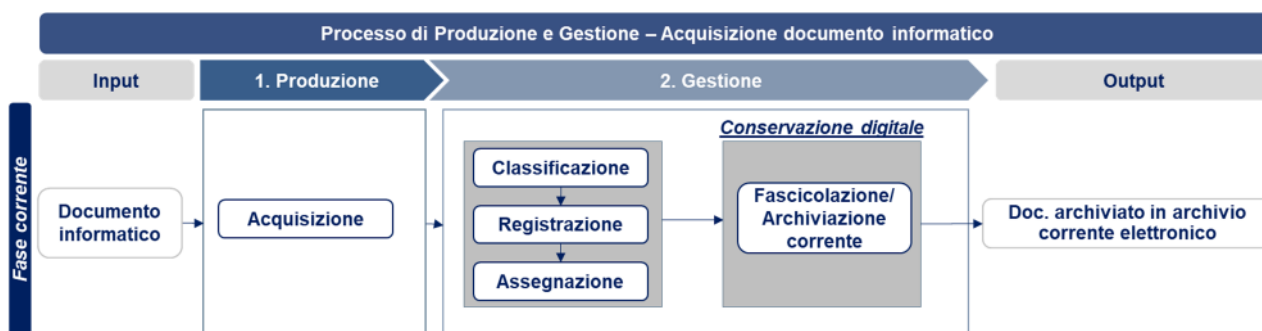 Processo di Produzione e Gestione – Acquisizione documento informatico
Input
1. Produzione
2. Gestione
Output
Fase corrente
Documento
informatico
Acquisizione
Classificazione
Registrazione
Assegnazione
Conservazione digitale
Fascicolazione/
Archiviazione
corrente
Doc. archiviato in archivio
corrente elettronico